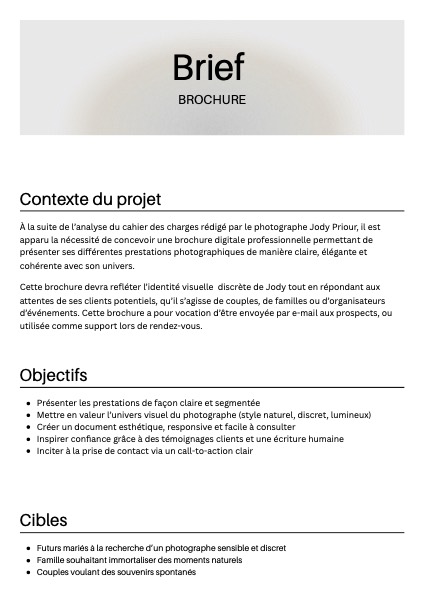 Brief
BROCHURE
Contexte du projet
À la suite de l'analyse du cahier des charges rédigé par le photographe Jody Priour, il est
apparu la nécessité de concevoir une brochure digitale professionnelle permettant de
présenter ses différentes prestations photographiques de manière claire, élégante et
cohérente avec son univers.
Cette brochure devra refléter l'identité visuelle discrète de Jody tout en répondant aux
attentes de ses clients potentiels, qu'il s'agisse de couples, de familles ou d'organisateurs
d'événements. Cette brochure a pour vocation d'être envoyée par e-mail aux prospects, ou
utilisée comme support lors de rendez-vous.
Objectifs
• Présenter les prestations de façon claire et segmentée
• Mettre en valeur l'univers visuel du photographe (style naturel, discret, lumineux)
• Créer un document esthétique, responsive et facile à consulter
• Inspirer confiance grâce à des témoignages clients et une écriture humaine
• Inciter à la prise de contact via un call-to-action clair
Cibles
• Futurs mariés à la recherche d'un photographe sensible et discret
• Famille souhaitant immortaliser des moments naturels
• Couples voulant des souvenirs spontanés